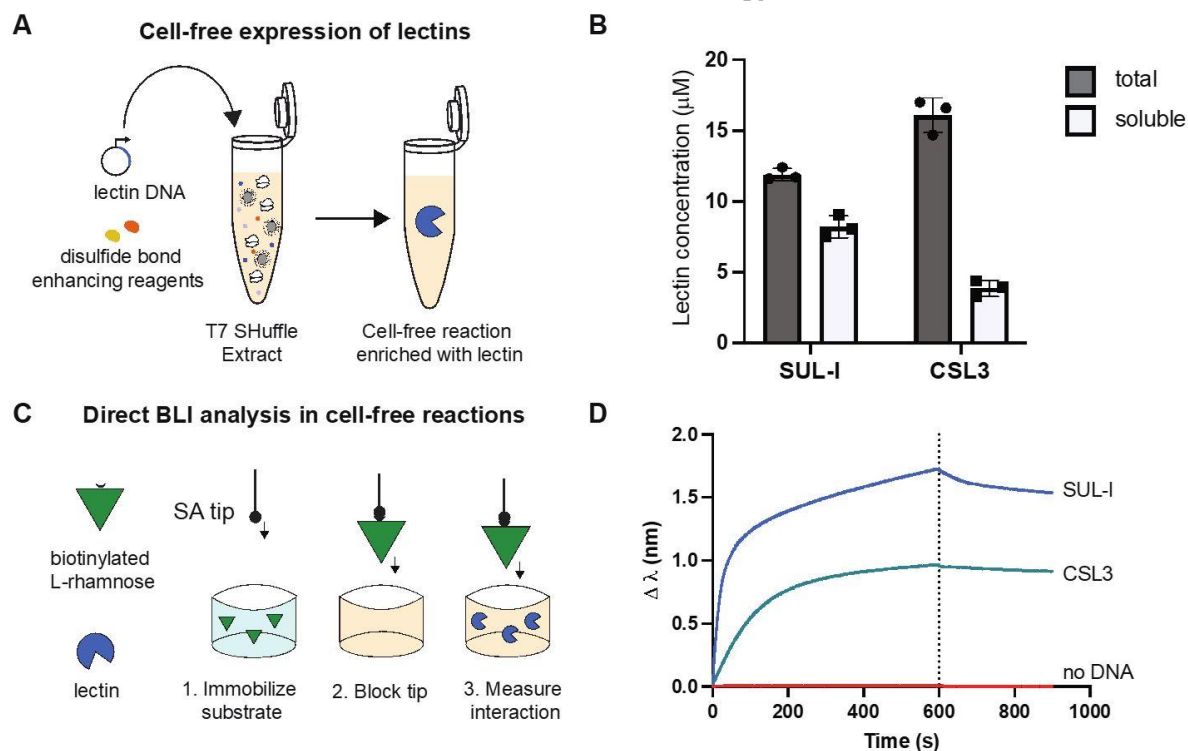 A
Cell-free expression of lectins
lectin DNA
disulfide bond
enhancing reagents
T7 SHuffle
Extract
Cell-free reaction
enriched with lectin
B
Lectin concentration (μM)
20
15
10
5
0
SUL-I
CSL3
total
soluble
C
Direct BLI analysis in cell-free reactions
biotinylated
L-rhamnose
lectin
SA tip
1. Immobilize
substrate
2. Block tip
3. Measure
interaction
D
Δ λ (nm)
2.0
1.5
1.0
0.5
0.0
SUL-I
CSL3
no DNA
0
200
400
600
800
1000
Time (s)